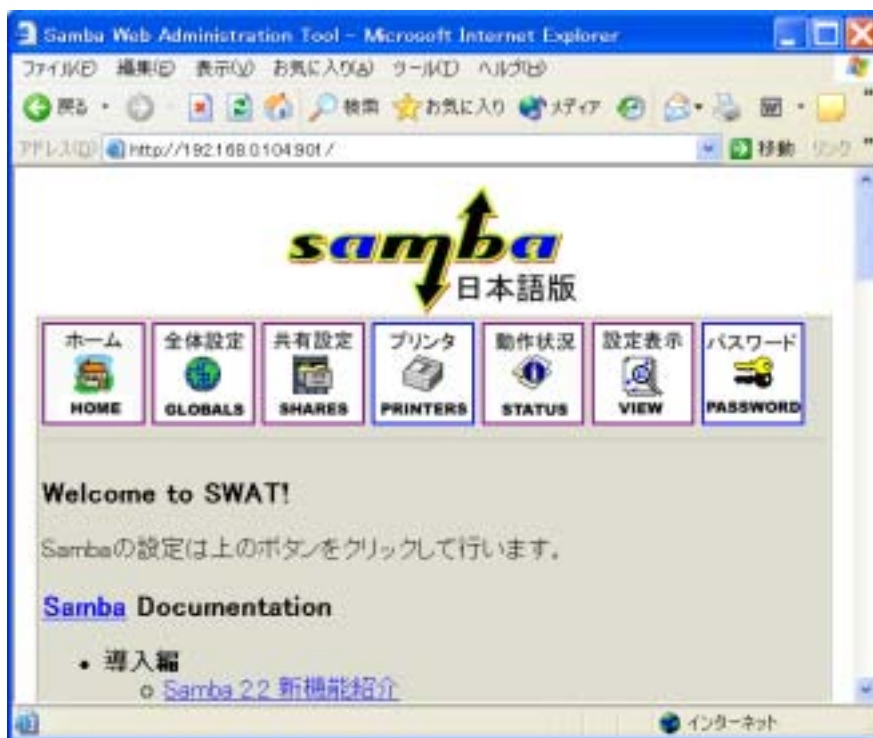 Samba Web Administration Tool - Microsoft Internet Explorer
ファイル(F) 編集(E) 表示(V) お気に入り(A) ツール(T) ヘルプ(H)
戻る 検索 お気に入り メディア
アドレス(D) http://192.168.0.104:901/ 移動 リンク
samba
日本語版
ホーム 全体設定 共有設定 プリンタ 動作状況 設定表示 パスワード
HOME GLOBALS SHARES PRINTERS STATUS VIEW PASSWORD
Welcome to SWAT!
Sambaの設定は上のボタンをクリックして行います。
Samba Documentation
• 導入編
o Samba 2.2 新機能紹介
インターネット